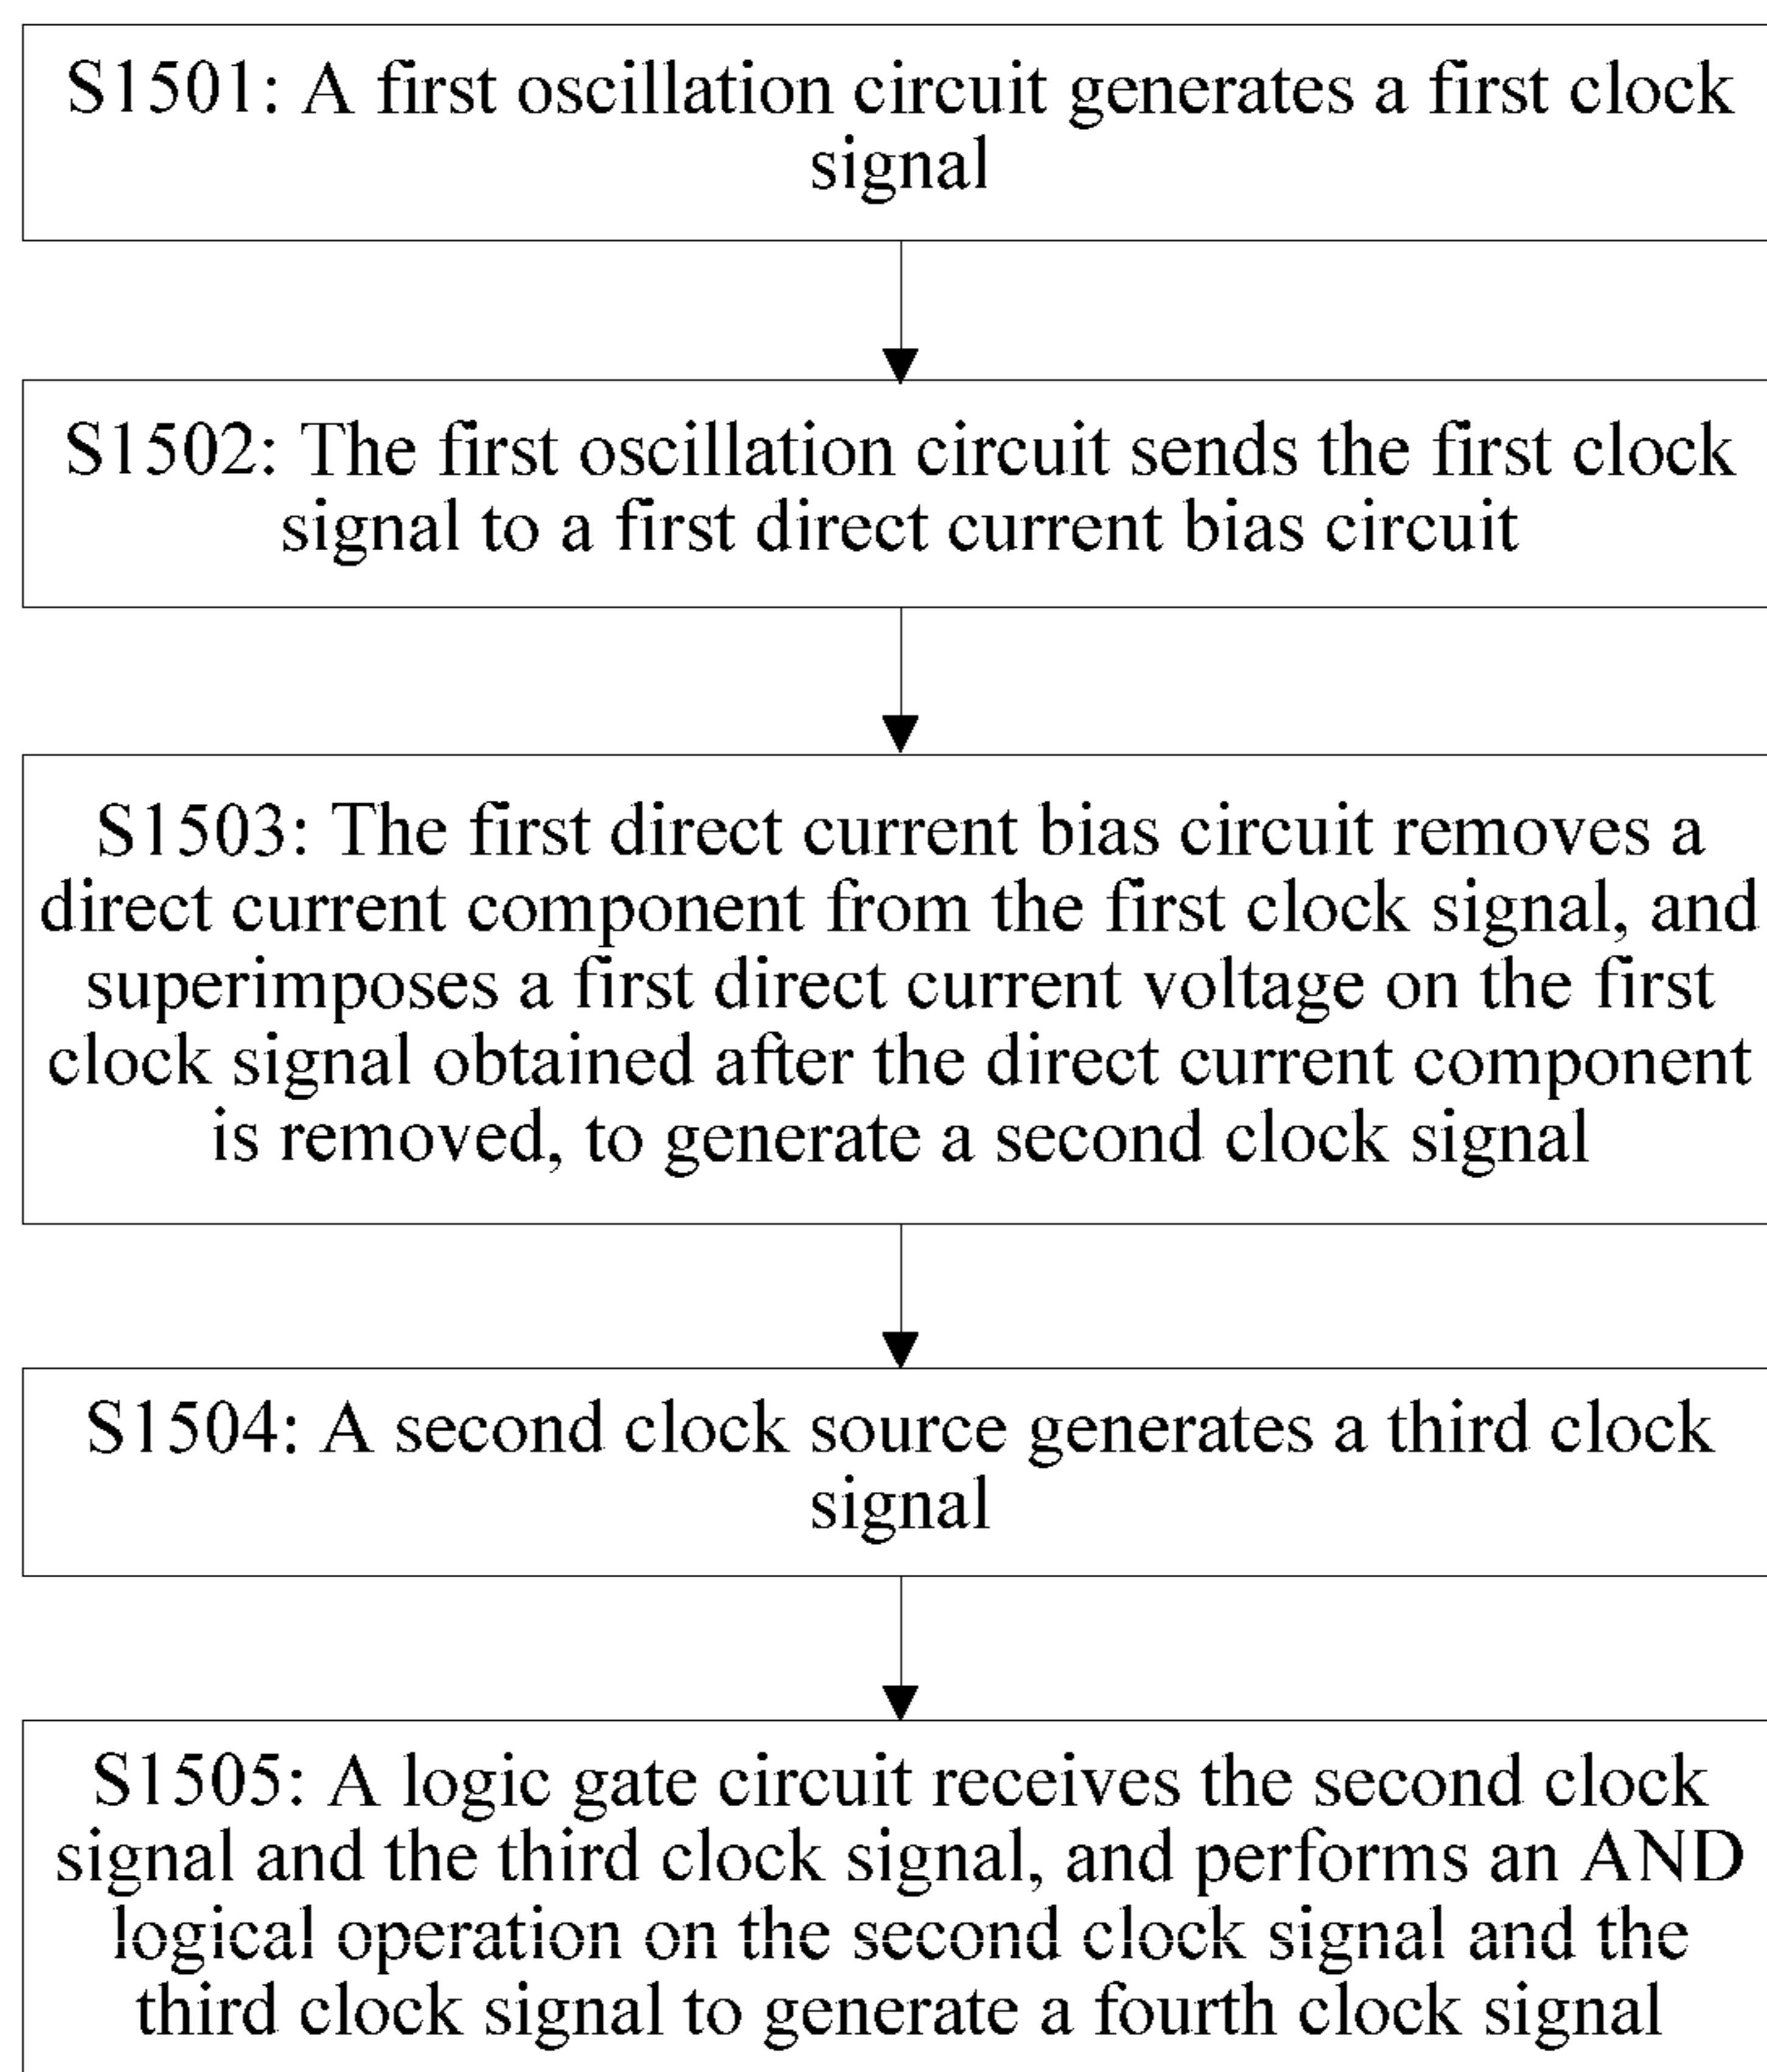 S1501: A first oscillation circuit generates a first clock
signal
S1502: The first oscillation circuit sends the first clock
signal to a first direct current bias circuit
S1503: The first direct current bias circuit removes a
direct current component from the first clock signal, and
superimposes a first direct current voltage on the first
clock signal obtained after the direct current component
is removed, to generate a second clock signal
S1504: A second clock source generates a third clock
signal
S1505: A logic gate circuit receives the second clock
signal and the third clock signal, and performs an AND
logical operation on the second clock signal and the
third clock signal to generate a fourth clock signal